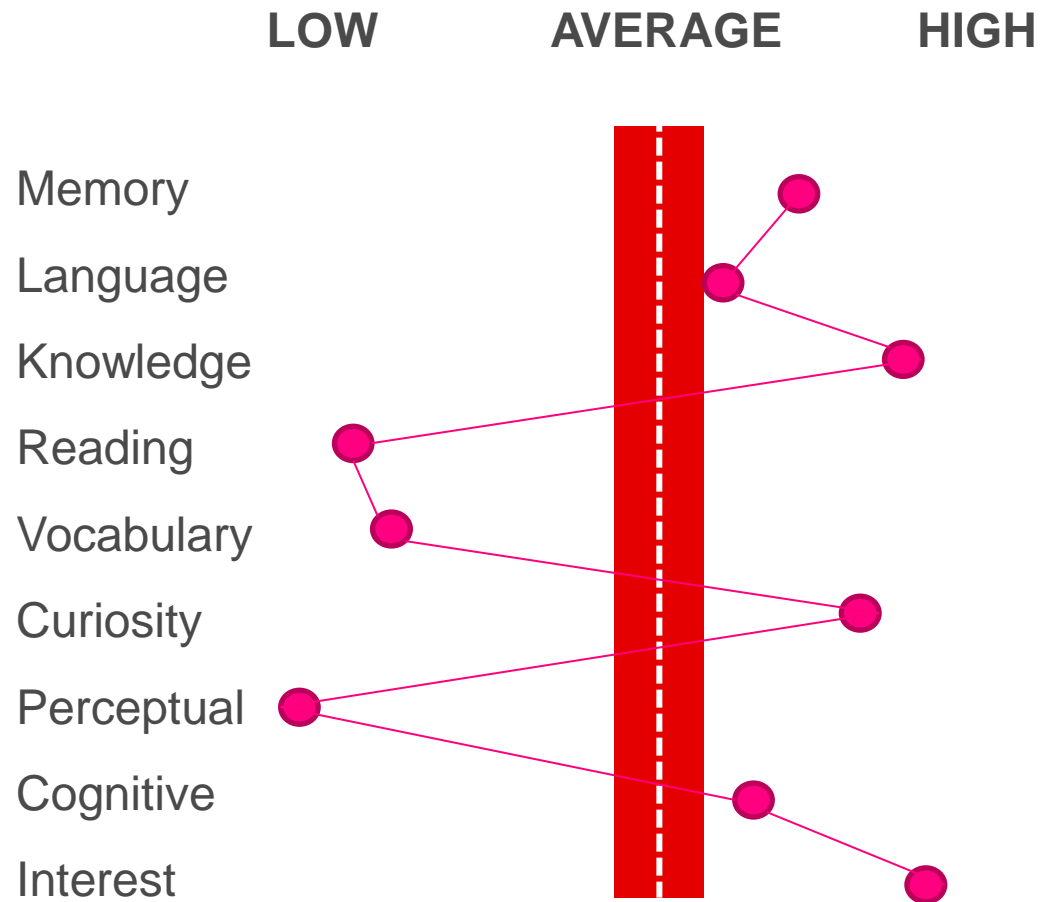 LOW AVERAGE HIGH
Memory
Language
Knowledge
Reading
Vocabulary
Curiosity
Perceptual
Cognitive
Interest